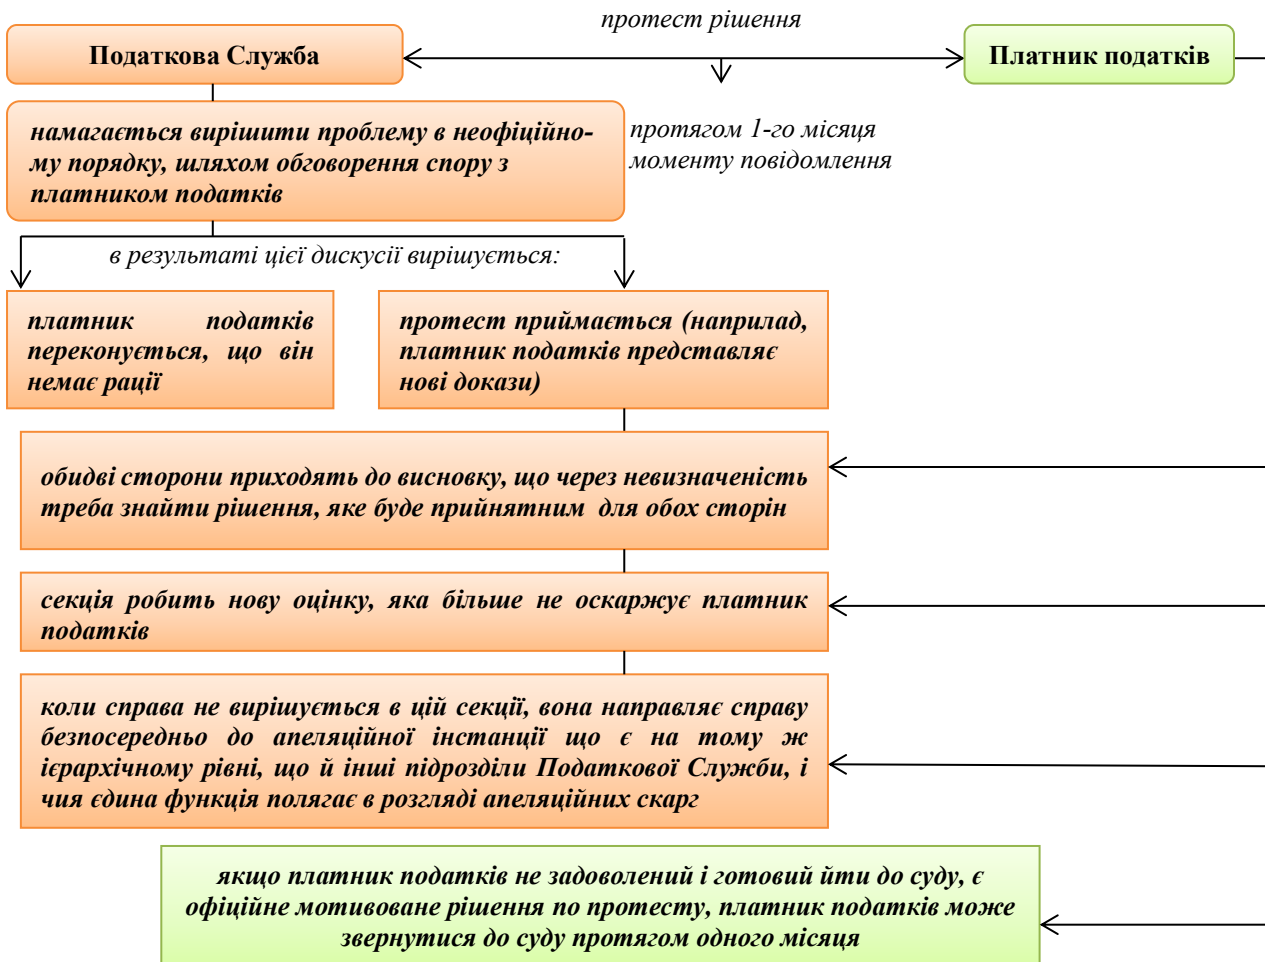 протест рішення
Податкова Служба
Платник податків
намагається вирішити проблему в неофіційно-
му порядку, шляхом обговорення спору з
платником податків
протягом 1-го місяця
моменту повідомлення
в результаті цієї дискусії вирішується:
платник податків
переконується, що він
немає рації
протест приймається (наприлад,
платник податків представляє
нові докази)
обидві сторони приходять до висновку, що через невизначеність
треба знайти рішення, яке буде прийнятним для обох сторін
секція робить нову оцінку, яка більше не оскаржує платник
податків
коли справа не вирішується в цій секції, вона направляє справу
безпосередньо до апеляційної інстанції що є на тому ж
ієрархічному рівні, що й інші підрозділи Податкової Служби, і
чия єдина функція полягає в розгляді апеляційних скарг
якщо платник податків не задоволений і готовий йти до суду, є
офіційне мотивоване рішення по протесту, платник податків може
звернутися до суду протягом одного місяця